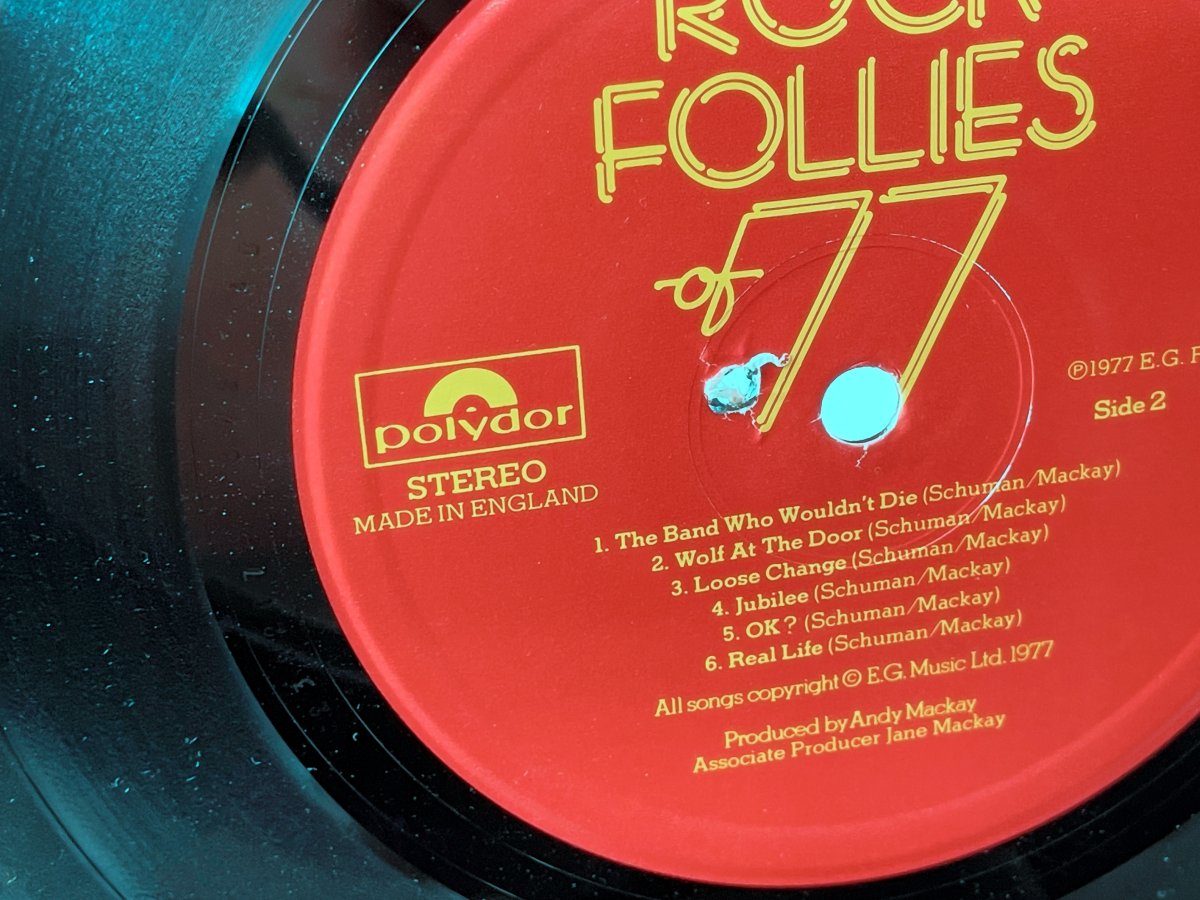 ROCK
FOLLIES
of 77
polydor
STEREO
MADE IN ENGLAND
℗1977 E.G.
Side 2
1. The Band Who Wouldn't Die (Schuman/Mackay)
2. Wolf At The Door (Schuman/Mackay)
3. Loose Change (Schuman/Mackay)
4. Jubilee (Schuman/Mackay)
5. OK? (Schuman/Mackay)
6. Real Life (Schuman/Mackay)
All songs copyright © E.G. Music Ltd. 1977
Produced by Andy Mackay
Associate Producer Jane Mackay